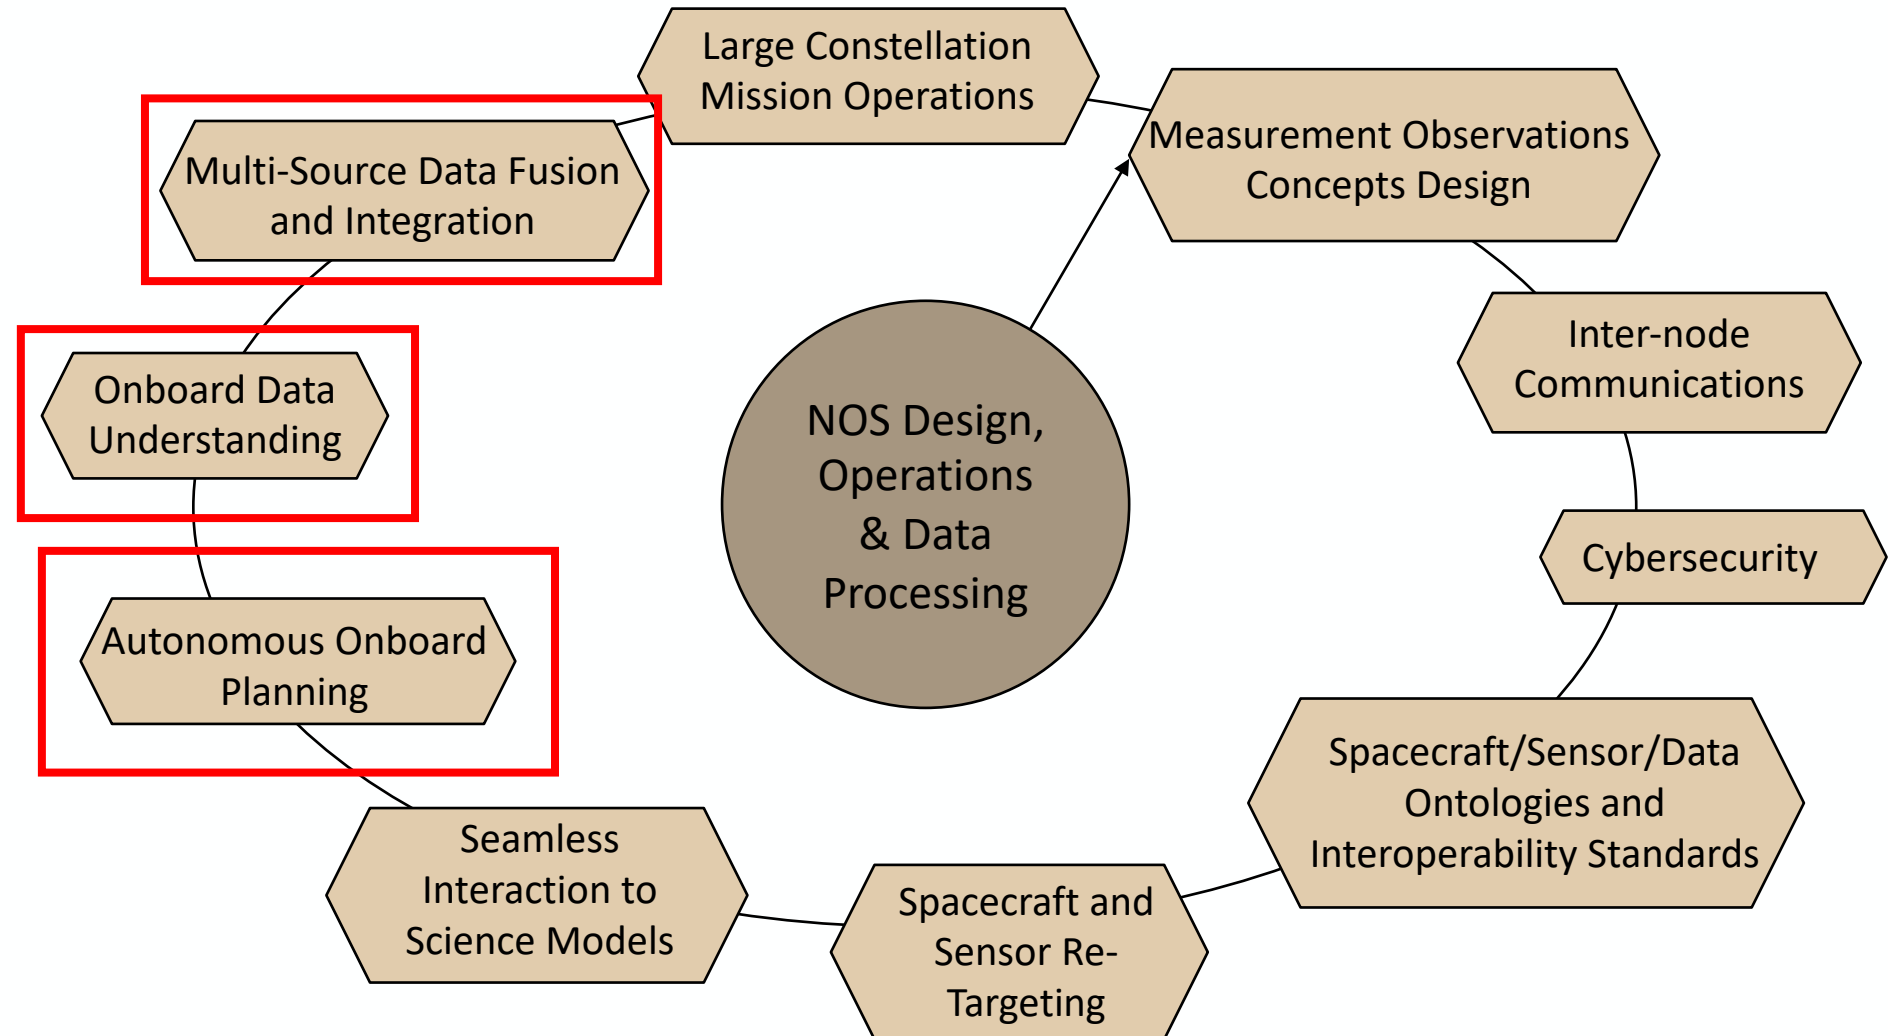 Large Constellation
Mission Operations
Measurement Observations
Concepts Design
Multi-Source Data Fusion
and Integration
Inter-node
Communications
Onboard Data
Understanding
NOS Design,
Operations
& Data
Processing
Cybersecurity
Autonomous Onboard
Planning
Spacecraft/Sensor/Data
Ontologies and
Interoperability Standards
Seamless
Interaction to
Science Models
Spacecraft and
Sensor Re-
Targeting